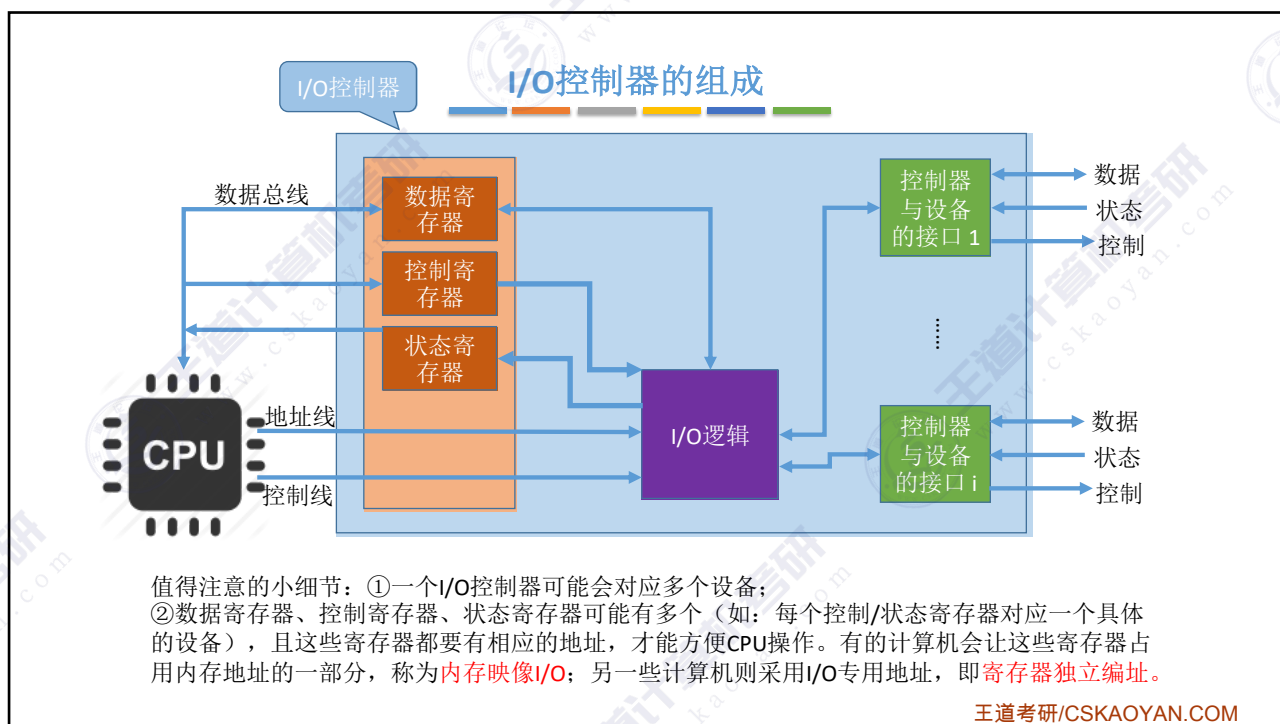 I/O控制器的组成
I/O控制器
数据总线
数据寄
存器
控制寄
存器
状态寄
存器
地址线
CPU
控制线
I/O逻辑
控制器
与设备
的接口 1
数据
状态
控制
......
控制器
与设备
的接口 i
数据
状态
控制
值得注意的小细节：①一个I/O控制器可能会对应多个设备；
②数据寄存器、控制寄存器、状态寄存器可能有多个（如：每个控制/状态寄存器对应一个具体
的设备），且这些寄存器都要有相应的地址，才能方便CPU操作。有的计算机会让这些寄存器占
用内存地址的一部分，称为内存映像I/O；另一些计算机则采用I/O专用地址，即寄存器独立编址。
王道考研/CSKAOYAN.COM
王道计算机考研
www.cskaoyan.com